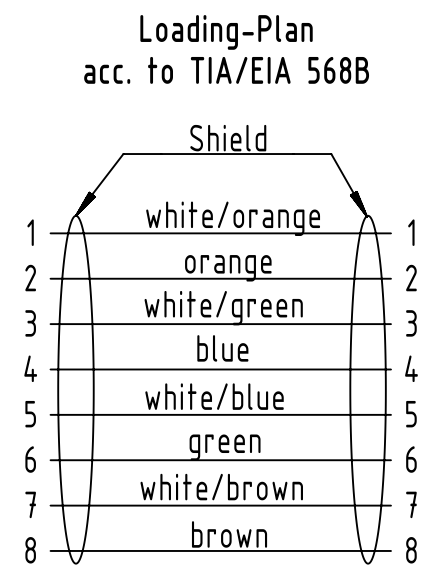 Loading-Plan
acc. to TIA/EIA 568B
Shield
1 white/orange 1
2 orange 2
3 white/green 3
4 blue 4
5 white/blue 5
6 green 6
7 white/brown 7
8 brown 8